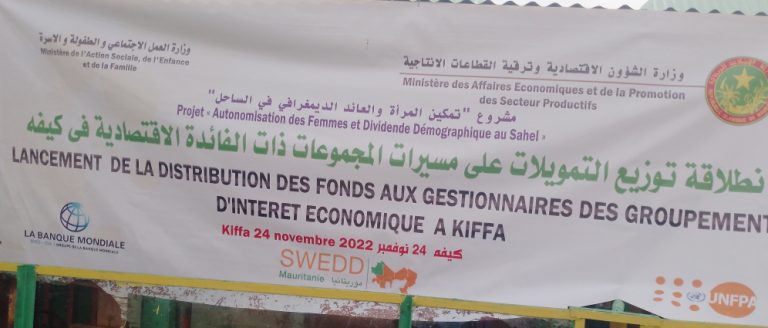 وزارة العمل الاجتماعي والطفولة والاسرة
Ministère de l'Action Sociale, de l'Enfance
et de la Famille
وزارة الشؤون الاقتصادية وترقية القطاعات الانتاجية
Ministère des Affaires Economiques et de la Promotion
des Secteur Productifs
مشروع "تمكين المرأة والعائد الديمغرافي في الساحل"
Projet « Autonomisation des Femmes et Dividende Démographique au Sahel »
نطلاقة توزيع التمويلات على مسيرات المجموعات ذات الفائدة الاقتصادية في كيفه
LANCEMENT DE LA DISTRIBUTION DES FONDS AUX GESTIONNAIRES DES GROUPEMENT
D'INTERET ECONOMIQUE A KIFFA
Kiffa 24 novembre 2022 كيفه 24 نوفمبر
LA BANQUE MONDIALE
SWEDD
Mauritanie موريتانيا
UNFPA